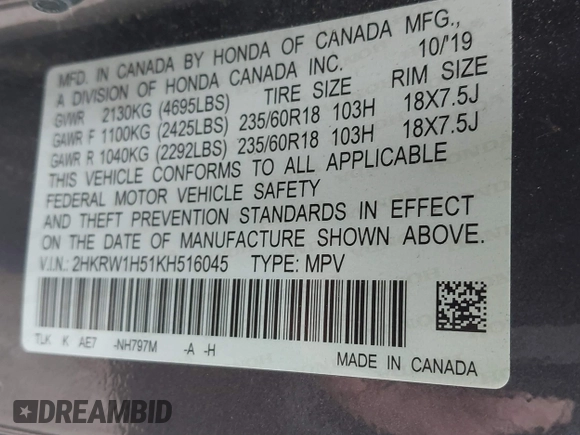 MFD. IN CANADA BY HONDA OF CANADA MFG.,
A DIVISION OF HONDA CANADA INC. 10/'19
GVWR 2130KG (4695LBS) TIRE SIZE RIM SIZE
GAWR F 1100KG (2425LBS) 235/60R18 103H 18X7.5J
GAWR R 1040KG (2292LBS) 235/60R18 103H 18X7.5J
THIS VEHICLE CONFORMS TO ALL APPLICABLE
FEDERAL MOTOR VEHICLE SAFETY
AND THEFT PREVENTION STANDARDS IN EFFECT
ON THE DATE OF MANUFACTURE SHOWN ABOVE.
V.I.N.: 2HKRW1H51KH516045 TYPE: MPV
TLK K AE7 -NH797M -A -H
MADE IN CANADA
DREAMBID